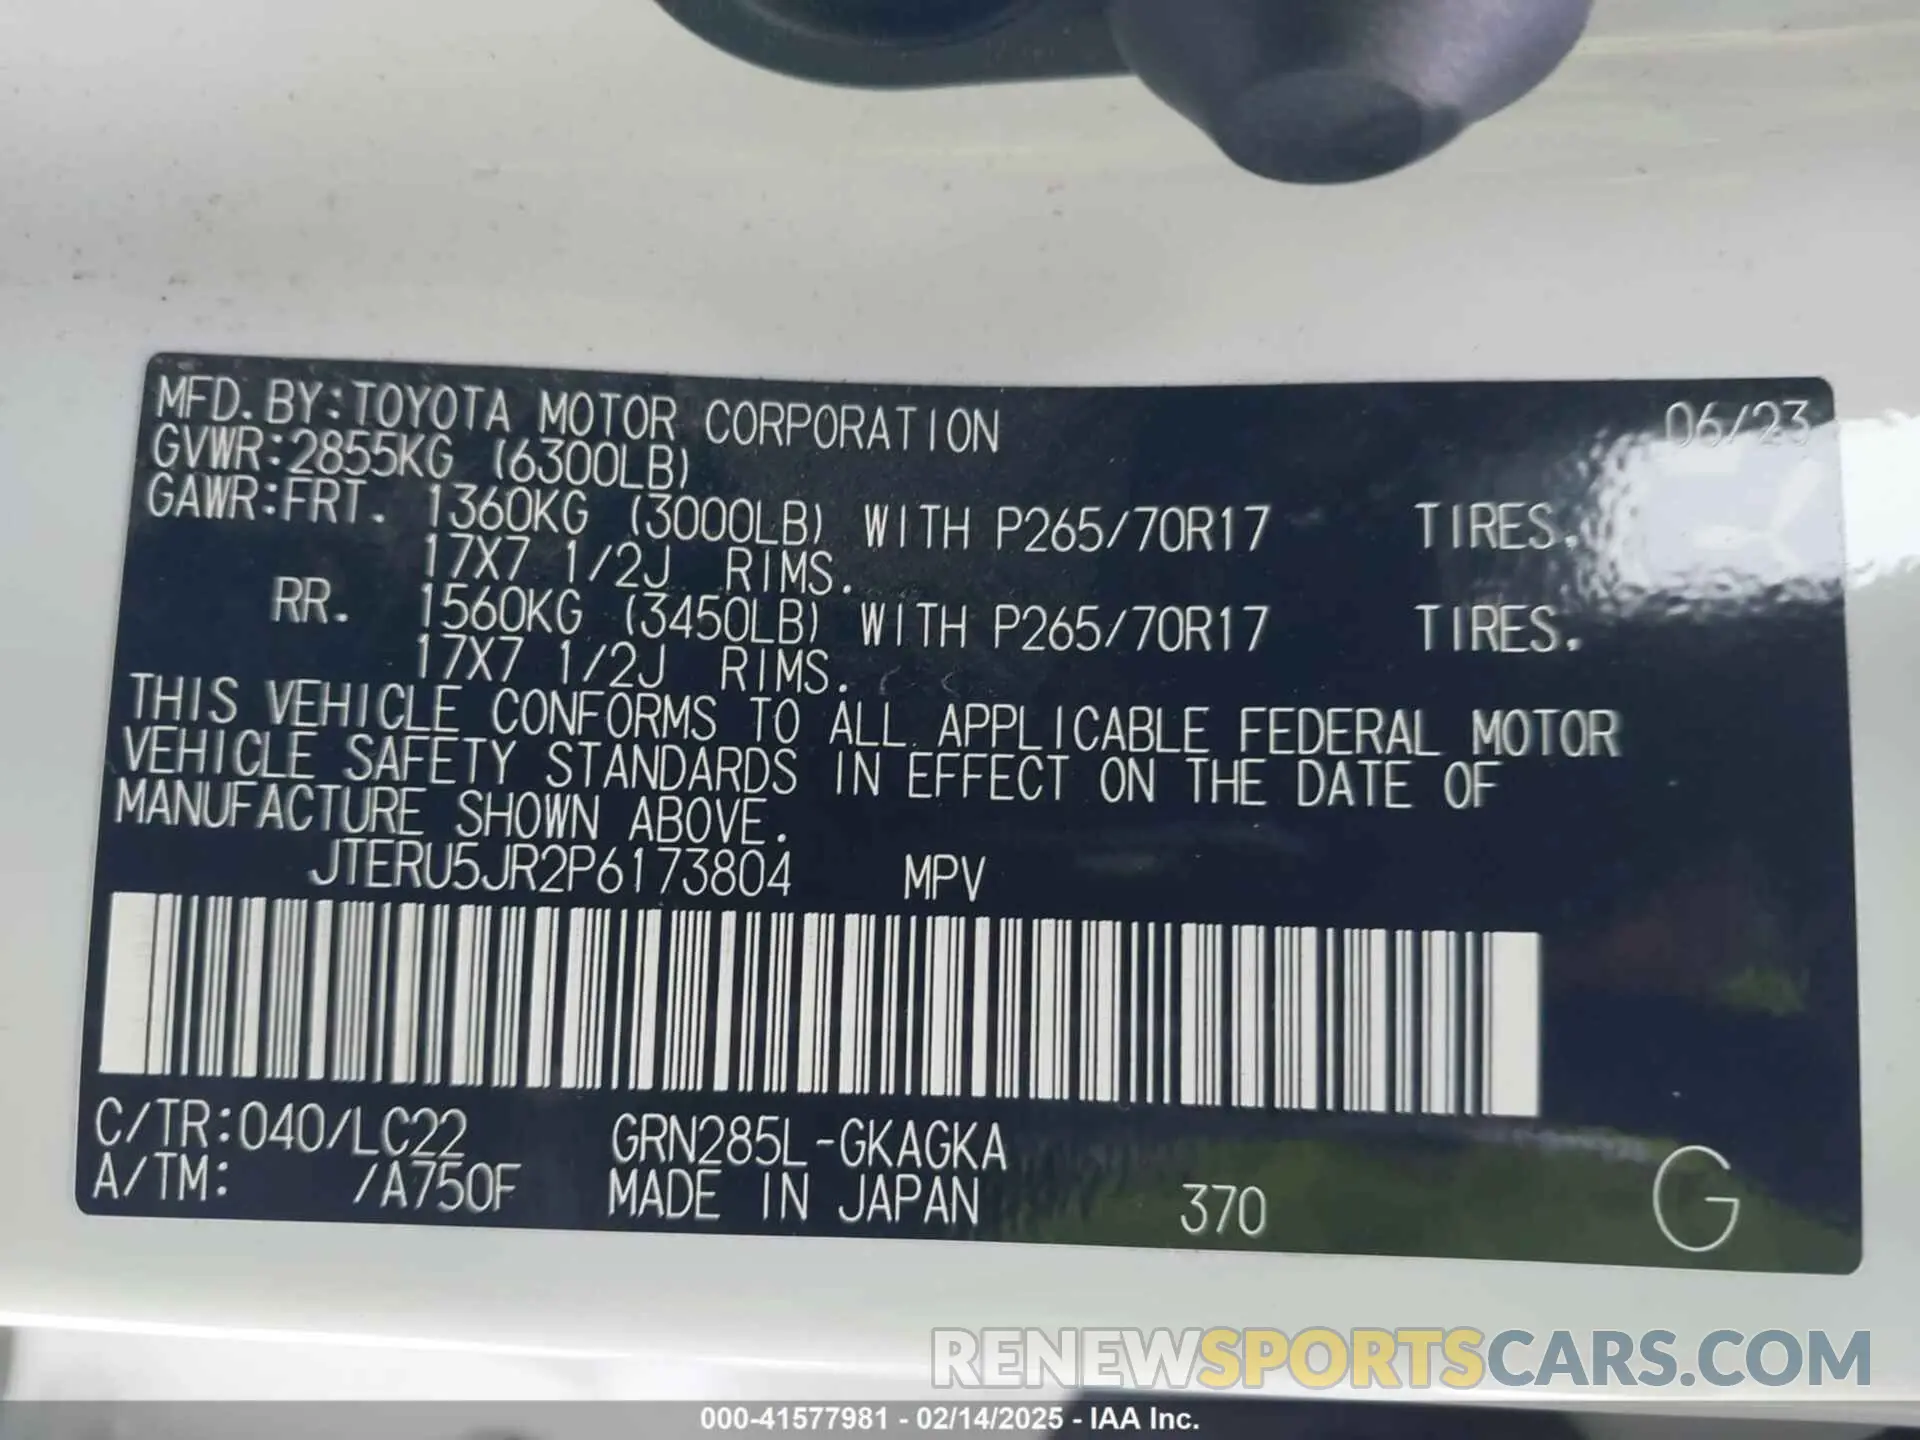 MFD. BY: TOYOTA MOTOR CORPORATION 06/23
GVWR: 2855KG (6300LB)
GAWR: FRT. 1360KG (3000LB) WITH P265/70R17 TIRES.
17X7 1/2J RIMS.
RR. 1560KG (3450LB) WITH P265/70R17 TIRES.
17X7 1/2J RIMS.
THIS VEHICLE CONFORMS TO ALL APPLICABLE FEDERAL MOTOR
VEHICLE SAFETY STANDARDS IN EFFECT ON THE DATE OF
MANUFACTURE SHOWN ABOVE.
JTERU5JR2P6173804 MPV
C/TR: 040/LC22 GRN285L-GKAGKA
A/TM: /A750F MADE IN JAPAN 370 G
RENEWSPORTSCARS.COM
000-41577981 - 02/14/2025 - IAA Inc.